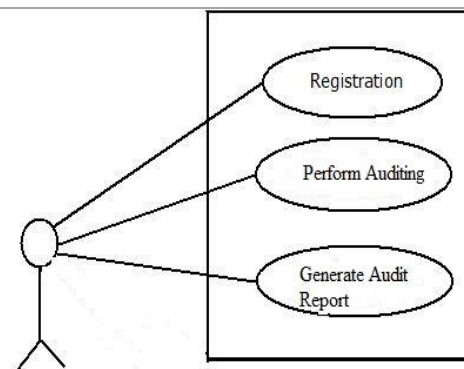 Registration
Perform Auditing
Generate Audit
Report